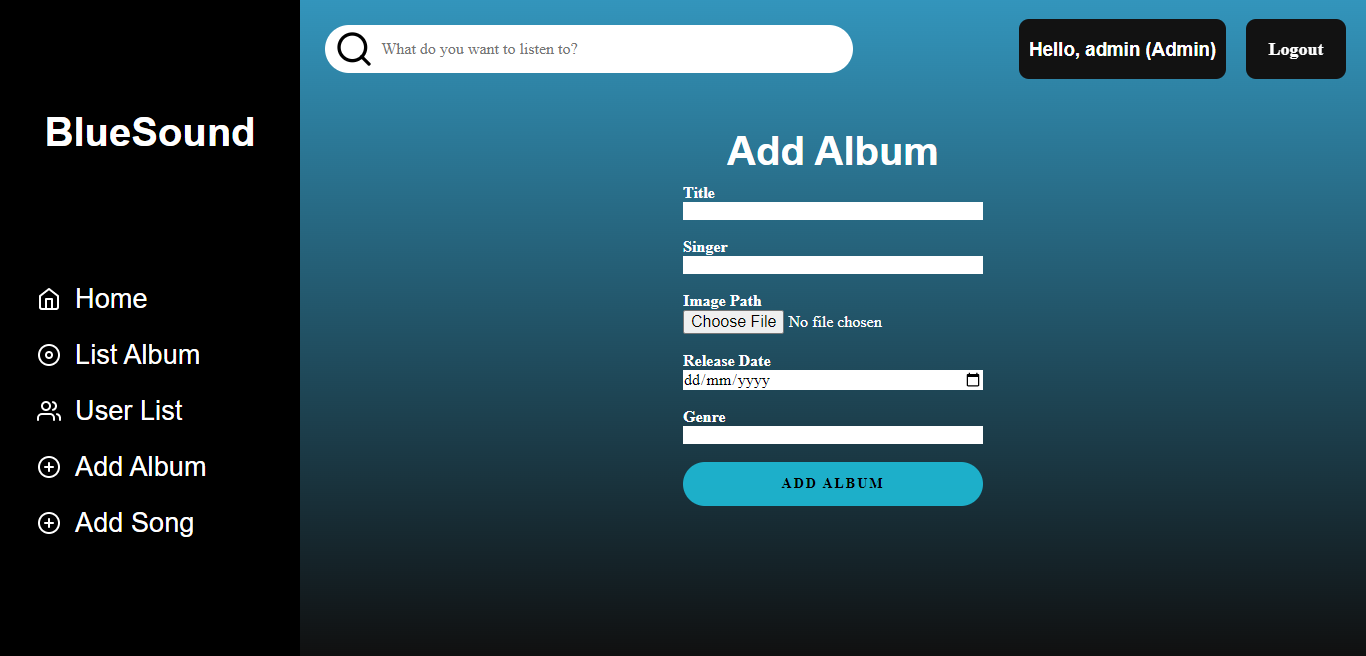 BlueSound
Home
List Album
User List
Add Album
Add Song
What do you want to listen to?
Hello, admin (Admin)
Logout
Add Album
Title
Singer
Image Path
Choose File No file chosen
Release Date
dd/mm/yyyy
Genre
ADD ALBUM